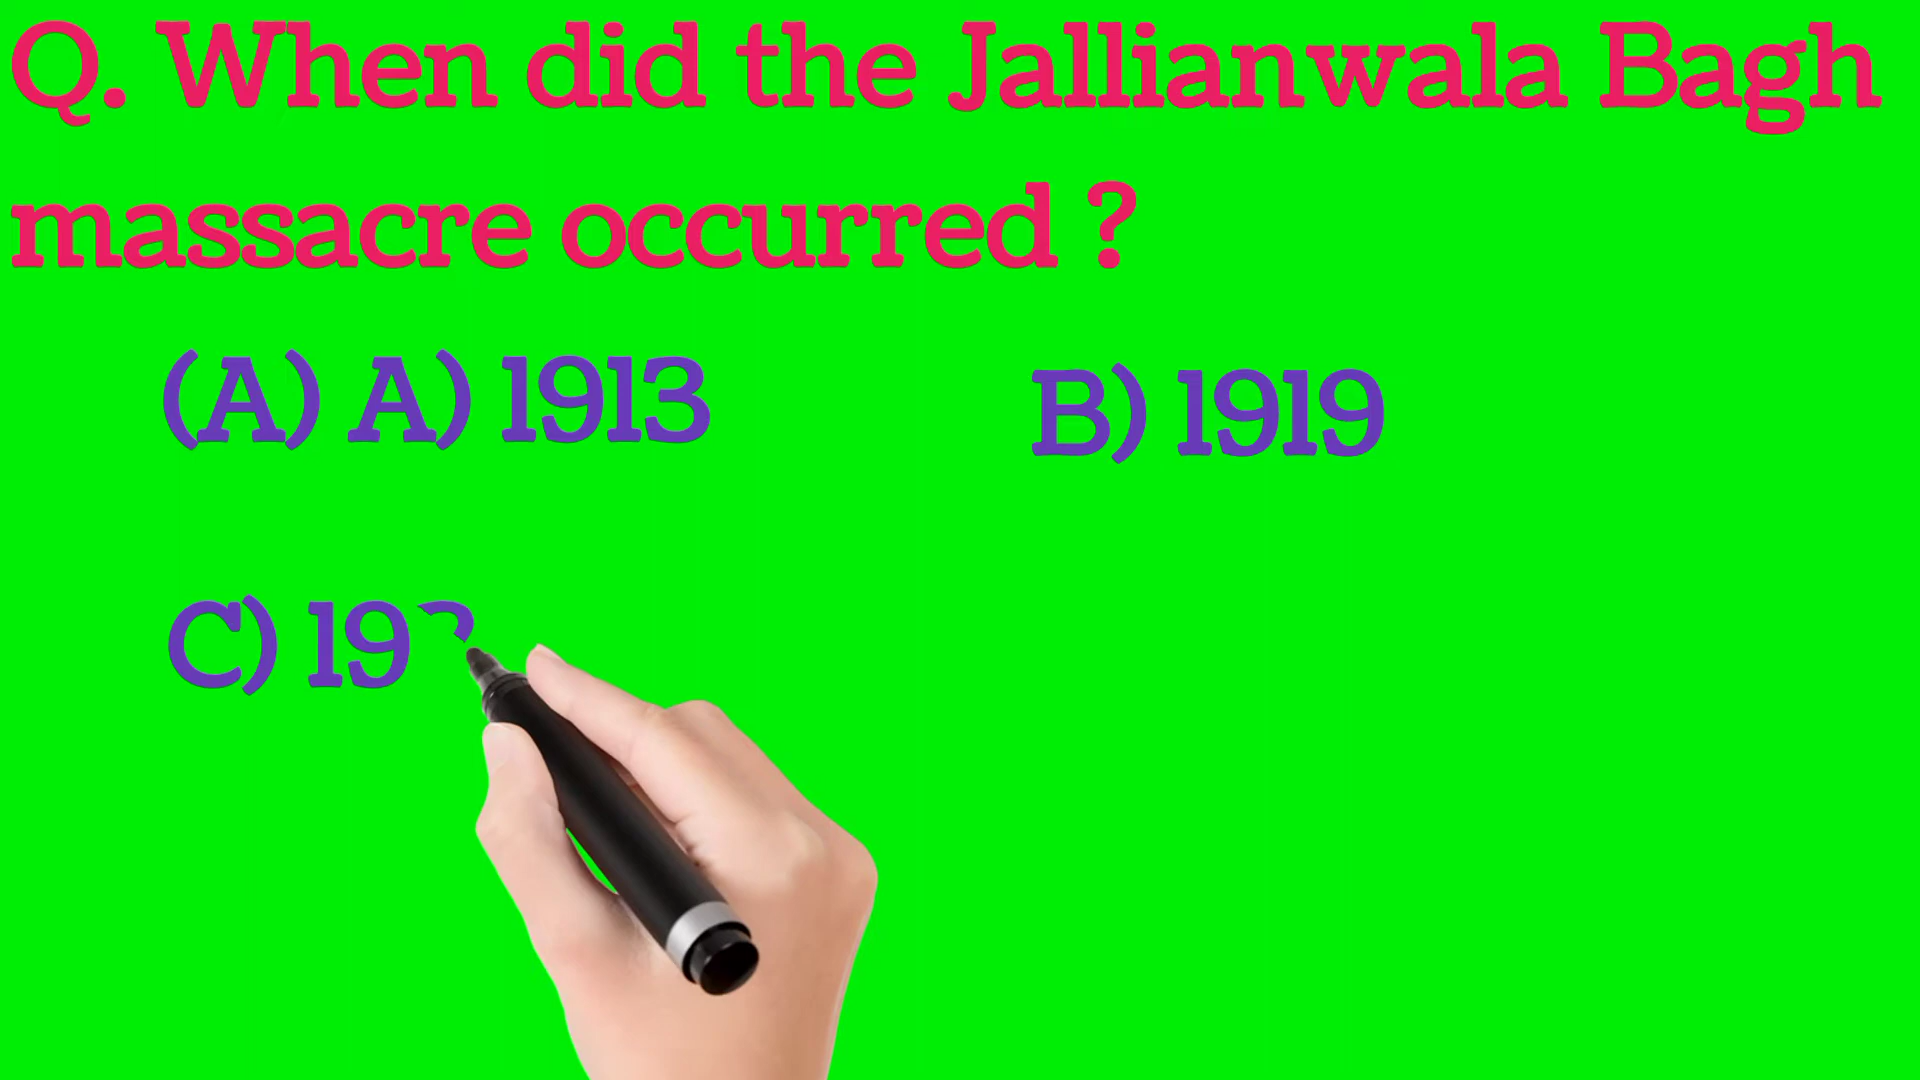 Q. When did the Jallianwala Bagh
massacre occurred ?
(A) A) 1913
B) 1919
C) 19